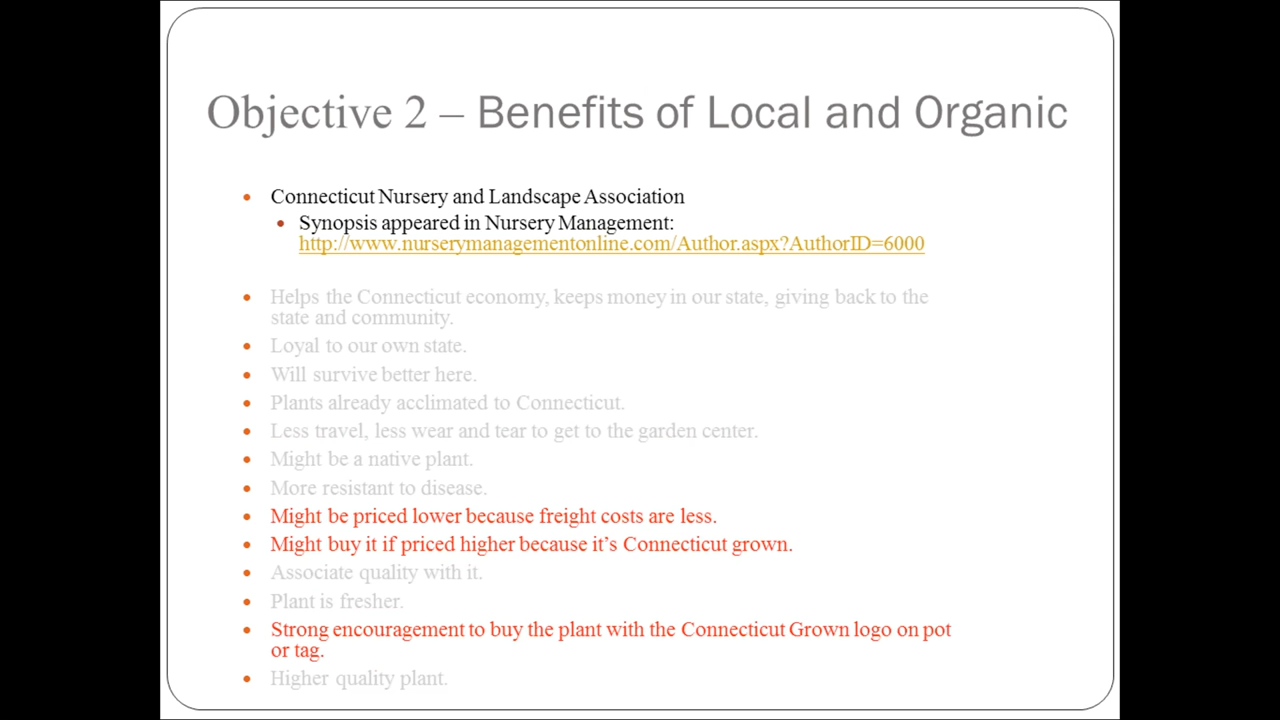 Objective 2 – Benefits of Local and Organic
• Connecticut Nursery and Landscape Association
• Synopsis appeared in Nursery Management:
http://www.nurserymanagementonline.com/Author.aspx?AuthorID=6000
• Helps the Connecticut economy, keeps money in our state, giving back to the
state and community.
• Loyal to our own state.
• Will survive better here.
• Plants already acclimated to Connecticut.
• Less travel, less wear and tear to get to the garden center.
• Might be a native plant.
• More resistant to disease.
• Might be priced lower because freight costs are less.
• Might buy it if priced higher because it’s Connecticut grown.
• Associate quality with it.
• Plant is fresher.
• Strong encouragement to buy the plant with the Connecticut Grown logo on pot
or tag.
• Higher quality plant.